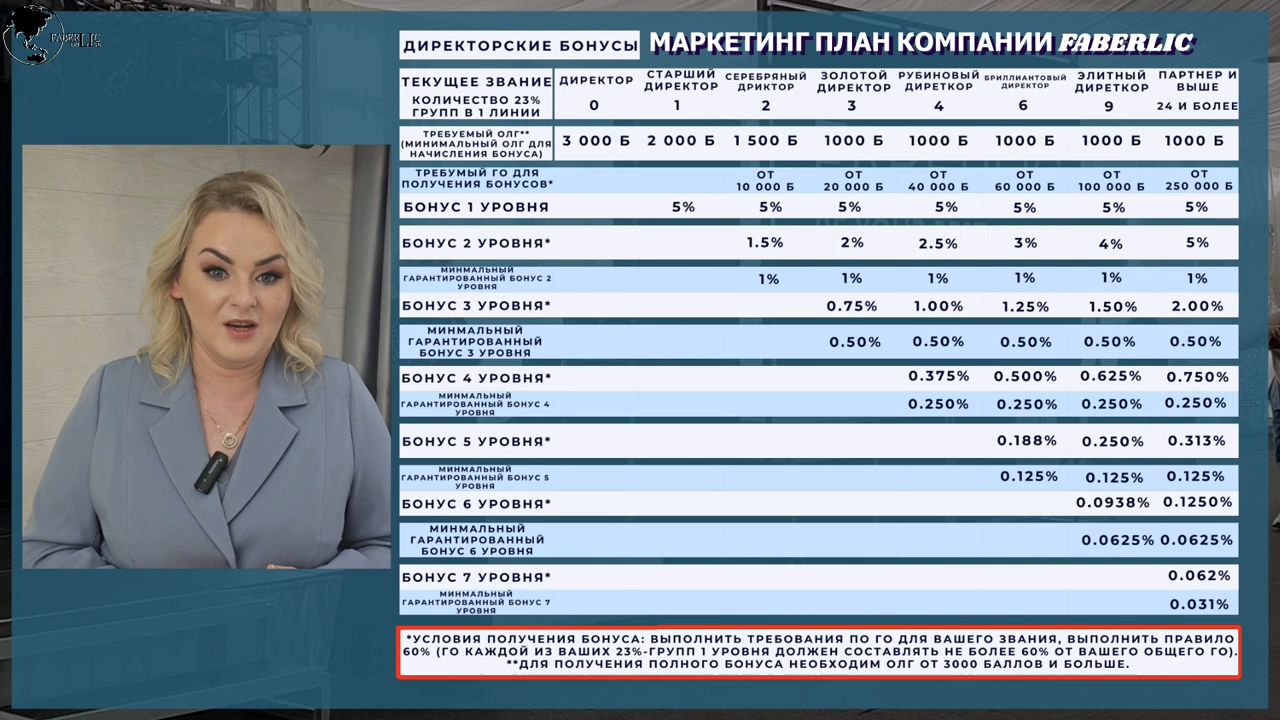 FABERLIC
ДИРЕКТОРСКИЕ БОНУСЫ
МАРКЕТИНГ ПЛАН КОМПАНИИ FABERLIC
ТЕКУЩЕЕ ЗВАНИЕ
КОЛИЧЕСТВО 23%
ГРУПП В 1 ЛИНИИ
ДИРЕКТОР
0
СТАРШИЙ
ДИРЕКТОР
1
СЕРЕБРЯНЫЙ
ДРИКТОР
2
ЗОЛОТОЙ
ДИРЕКТОР
3
РУБИНОВЫЙ
ДИРЕТКОР
4
БРИЛЛИАНТОВЫЙ
ДИРЕКТОР
6
ЭЛИТНЫЙ
ДИРЕТКОР
9
ПАРТНЕР И
ВЫШЕ
24 И БОЛЕЕ
ТРЕБУЕМЫЙ ОЛГ**
(МИНИМАЛЬНЫЙ ОЛГ ДЛЯ
НАЧИСЛЕНИЯ БОНУСА)
3 000 Б 2 000 Б 1 500 Б 1000 Б 1000 Б 1000 Б 1000 Б 1000 Б
ТРЕБУМЫЙ ГО ДЛЯ
ПОЛУЧЕНИЯ БОНУСОВ*
ОТ
10 000 Б
ОТ
20 000 Б
ОТ
40 000 Б
ОТ
60 000 Б
ОТ
100 000 Б
ОТ
250 000 Б
БОНУС 1 УРОВНЯ 5% 5% 5% 5% 5% 5% 5%
БОНУС 2 УРОВНЯ* 1.5% 2% 2.5% 3% 4% 5%
МИНМАЛЬНЫЙ
ГАРАНТИРОВАННЫЙ БОНУС 2
УРОВНЯ
1% 1% 1% 1% 1% 1%
БОНУС 3 УРОВНЯ* 0.75% 1.00% 1.25% 1.50% 2.00%
МИНМАЛЬНЫЙ
ГАРАНТИРОВАННЫЙ
БОНУС 3 УРОВНЯ
0.50% 0.50% 0.50% 0.50% 0.50%
БОНУС 4 УРОВНЯ* 0.375% 0.500% 0.625% 0.750%
МИНМАЛЬНЫЙ
ГАРАНТИРОВАННЫЙ БОНУС 4
УРОВНЯ
0.250% 0.250% 0.250% 0.250%
БОНУС 5 УРОВНЯ* 0.188% 0.250% 0.313%
МИНМАЛЬНЫЙ
ГАРАНТИРОВАННЫЙ БОНУС 5
УРОВНЯ
0.125% 0.125% 0.125%
БОНУС 6 УРОВНЯ* 0.0938% 0.1250%
МИНМАЛЬНЫЙ
ГАРАНТИРОВАННЫЙ
БОНУС 6 УРОВНЯ
0.0625% 0.0625%
БОНУС 7 УРОВНЯ* 0.062%
МИНМАЛЬНЫЙ
ГАРАНТИРОВАННЫЙ БОНУС 7
УРОВНЯ
0.031%
*УСЛОВИЯ ПОЛУЧЕНИЯ БОНУСА: ВЫПОЛНИТЬ ТРЕБОВАНИЯ ПО ГО ДЛЯ ВАШЕГО ЗВАНИЯ, ВЫПОЛНИТЬ ПРАВИЛО
60% (ГО КАЖДОЙ ИЗ ВАШИХ 23%-ГРУПП 1 УРОВНЯ ДОЛЖЕН СОСТАВЛЯТЬ НЕ БОЛЕЕ 60% ОТ ВАШЕГО ОБЩЕГО ГО).
**ДЛЯ ПОЛУЧЕНИЯ ПОЛНОГО БОНУСА НЕОБХОДИМ ОЛГ ОТ 3000 БАЛЛОВ И БОЛЬШЕ.